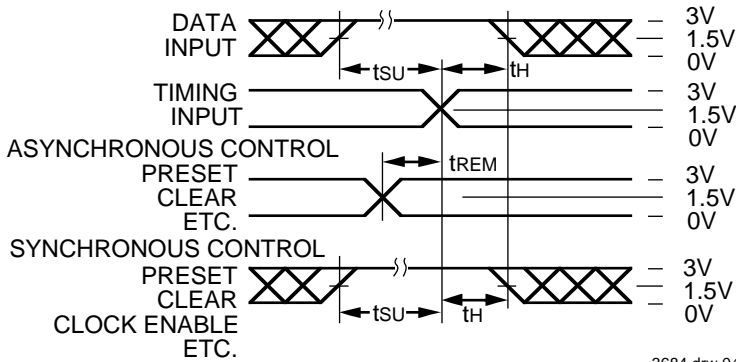 DATA
INPUT
3V
1.5V
0V
tSU
tH
TIMING
INPUT
3V
1.5V
0V
ASYNCHRONOUS CONTROL
PRESET
CLEAR
ETC.
tREM
3V
1.5V
0V
SYNCHRONOUS CONTROL
PRESET
CLEAR
CLOCK ENABLE
ETC.
tSU
tH
3V
1.5V
0V